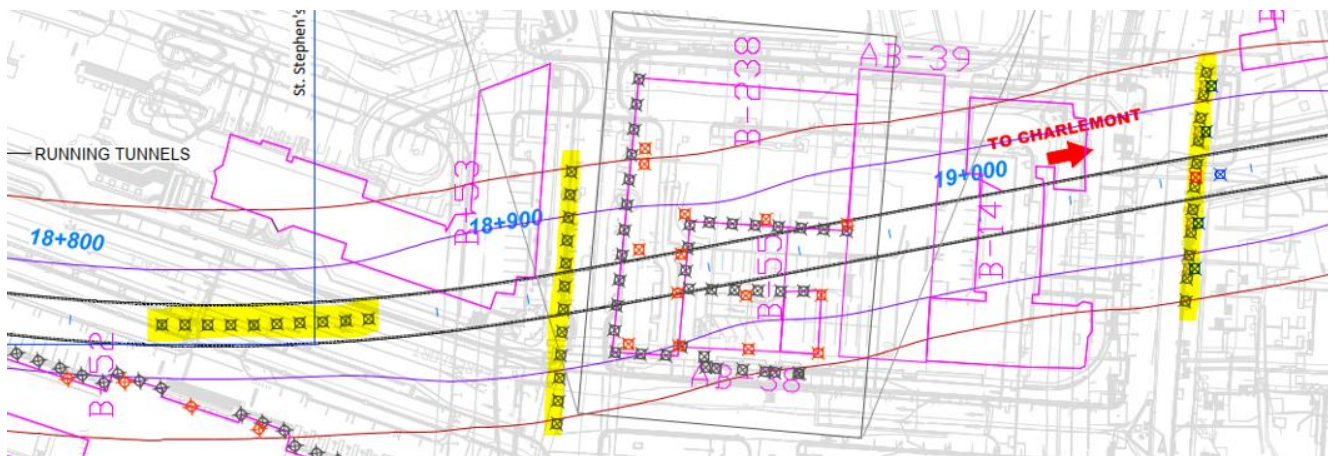 St. Stephen's
RUNNING TUNNELS
18+800
B-52
B-53
18+900
B-238
AB-39
B-55
AB-38
TO CHARLEMONT
19+000
B-147